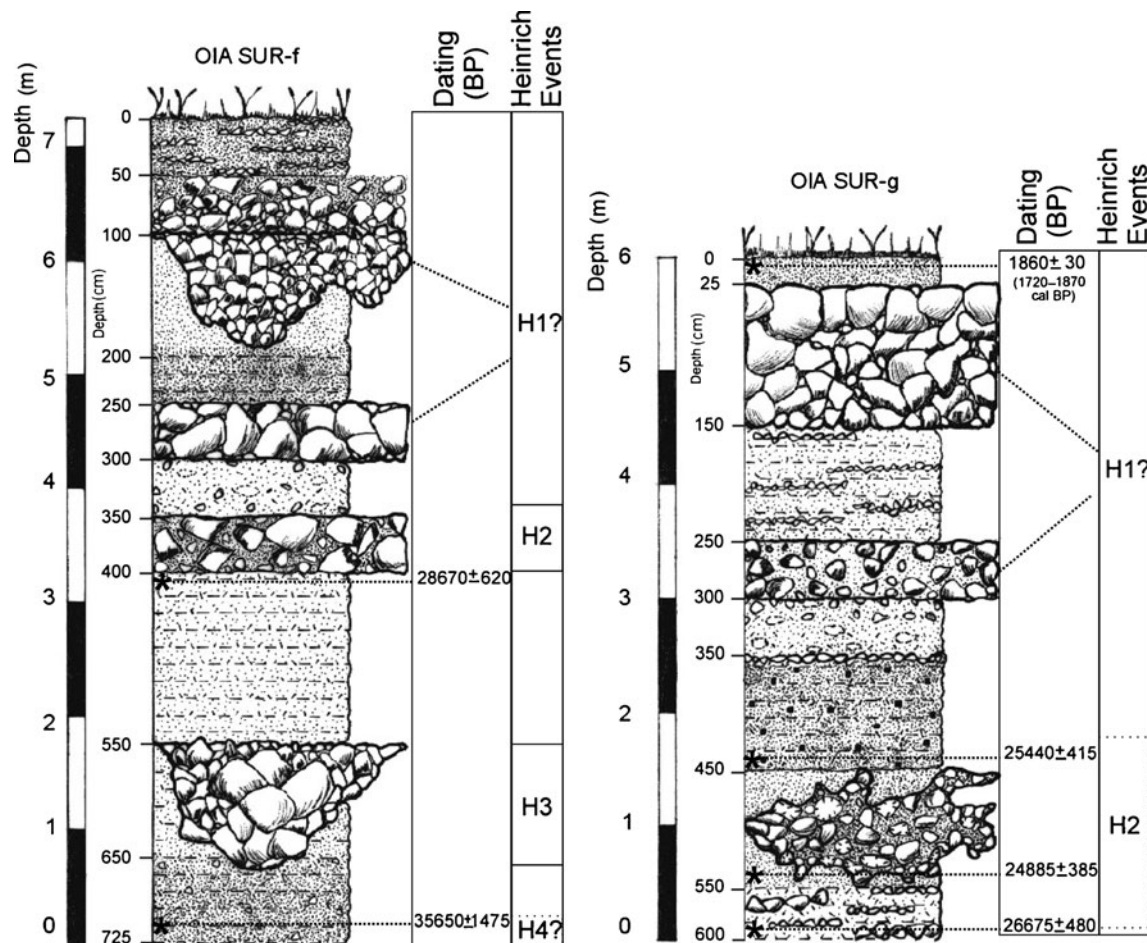 OIA SUR-f
Depth (m)
Dating
(BP)
Heinrich
Events
7
6
5
4
3
2
1
0
Depth (cm)
0
50
100
200
250
300
350
400
550
650
725
28670±620
35650±1475
H1?
H2
H3
H4?
OIA SUR-g
Depth (m)
Dating
(BP)
Heinrich
Events
6
5
4
3
2
1
0
Depth (cm)
0
25
150
250
300
350
450
550
600
1860±30
(1720–1870
cal BP)
25440±415
24885±385
26675±480
H1?
H2